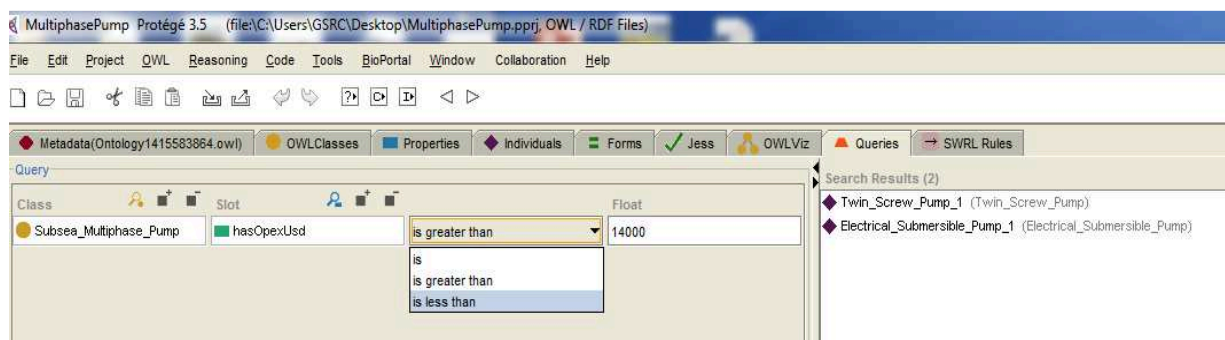 MultiphasePump Protégé 3.5 (file:\C:\Users\GSRC\Desktop\MultiphasePump.pprj, OWL / RDF Files)
File Edit Project OWL Reasoning Code Tools BioPortal Window Collaboration Help
Metadata(Ontology1415583864.owl) OWLClasses Properties Individuals Forms Jess OWLViz Queries SWRL Rules
Query
Search Results (2)
Class Slot Float
Twin_Screw_Pump_1 (Twin_Screw_Pump)
Subsea_Multiphase_Pump hasOpexUsd is greater than 14000
Electrical_Submersible_Pump_1 (Electrical_Submersible_Pump)
is
is greater than
is less than